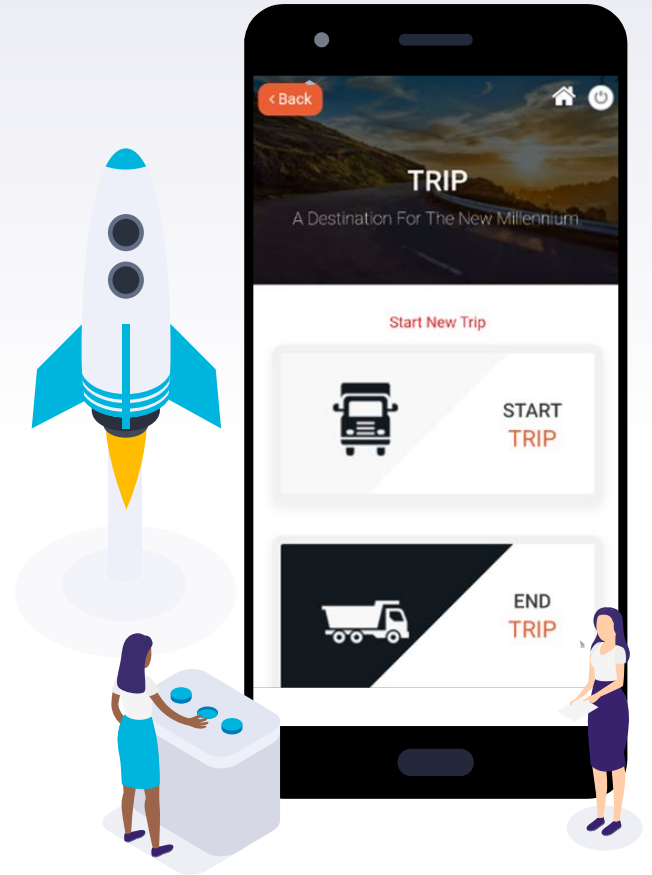 Back
TRIP
A Destination For The New Millennium.
Start New Trip
START
TRIP
END
TRIP